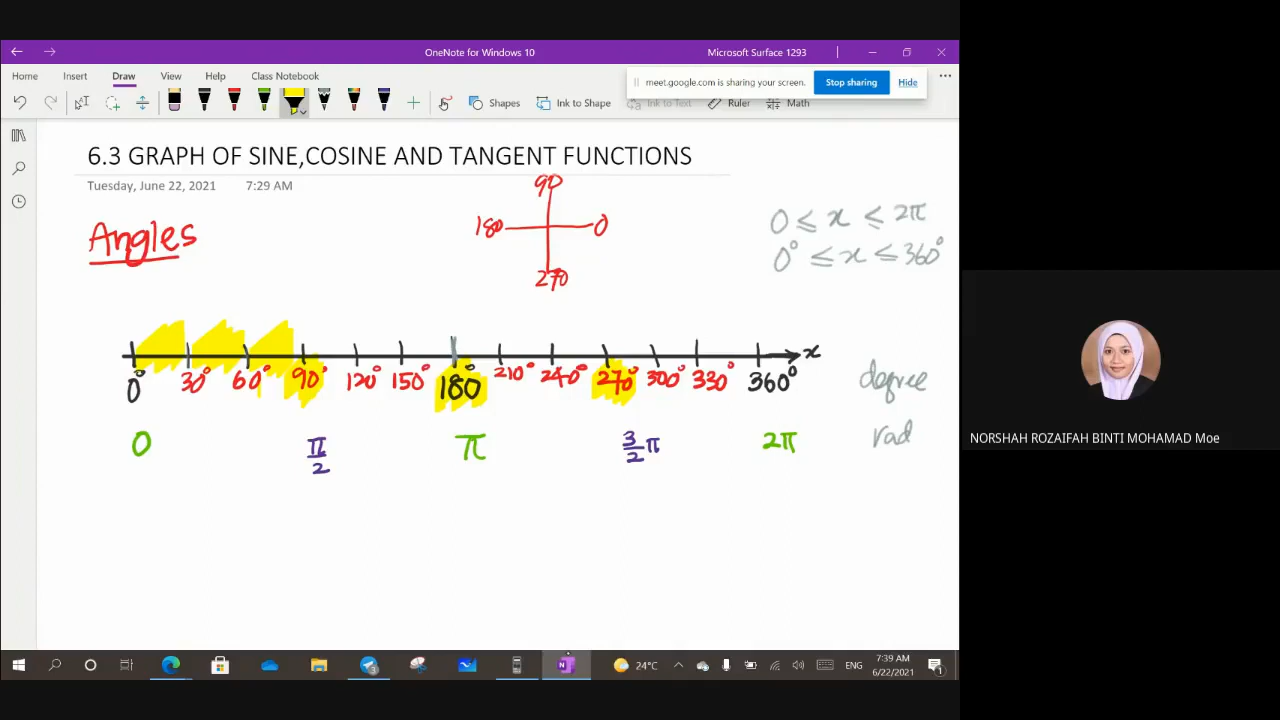 OneNote for Windows 10
Microsoft Surface 1293
Home Insert Draw View Help Class Notebook
meet.google.com is sharing your screen. Stop sharing Hide
Shapes Ink to Shape Ink to Text Ruler Math
6.3 GRAPH OF SINE,COSINE AND TANGENT FUNCTIONS
Tuesday, June 22, 2021 7:29 AM
Angles
90
180 0
270
0 ≤ x ≤ 2π
0° ≤ x ≤ 360°
x
0° 30° 60° 90° 120° 150° 180° 210° 240° 270° 300° 330° 360° degree
0 π/2 π 3/2 π 2π rad
NORSHAH ROZAIFAH BINTI MOHAMAD Moe
24°C ENG 7:39 AM
6/22/2021 1